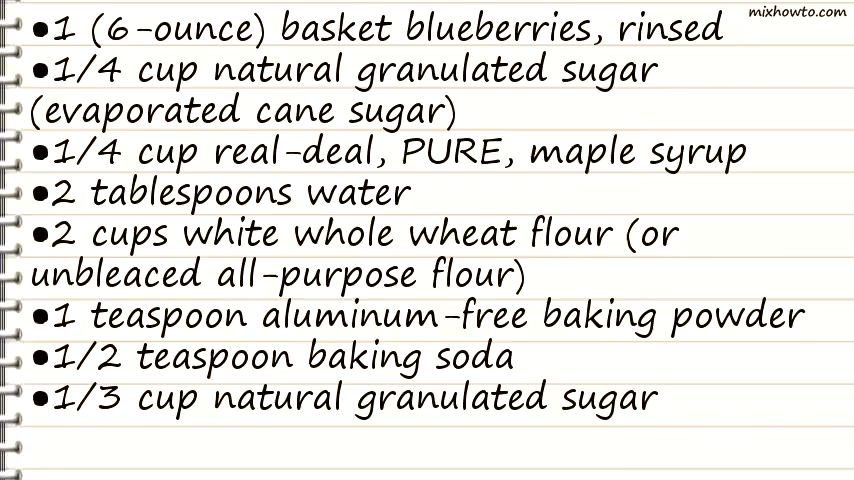 mixhowto.com
•1 (6-ounce) basket blueberries, rinsed
•1/4 cup natural granulated sugar
(evaporated cane sugar)
•1/4 cup real-deal, PURE, maple syrup
•2 tablespoons water
•2 cups white whole wheat flour (or
unbleaced all-purpose flour)
•1 teaspoon aluminum-free baking powder
•1/2 teaspoon baking soda
•1/3 cup natural granulated sugar